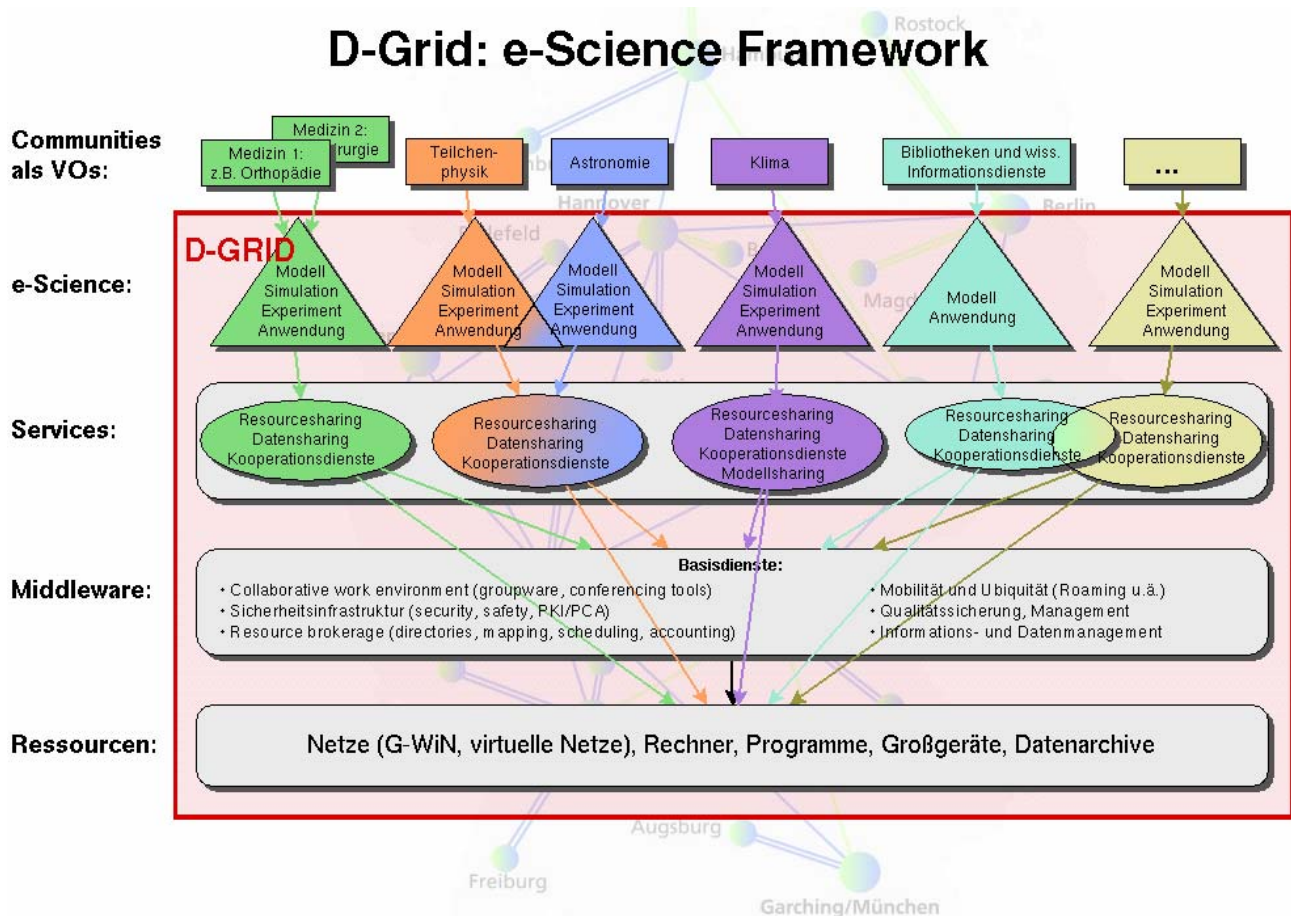 D-Grid: e-Science Framework
Rostock
Communities
als VOs:
Medizin 1:
z.B. Orthopädie
Medizin 2:
Teilchen-
physik
Astronomie
Klima
Bibliotheken und wiss.
Informationsdienste
...
Hannover
Berlin
D-GRID
e-Science:
Modell
Simulation
Experiment
Anwendung
Modell
Simulation
Experiment
Anwendung
Modell
Simulation
Experiment
Anwendung
Modell
Simulation
Experiment
Anwendung
Modell
Anwendung
Modell
Simulation
Experiment
Anwendung
Services:
Resourcesharing
Datensharing
Kooperationsdienste
Resourcesharing
Datensharing
Kooperationsdienste
Resourcesharing
Datensharing
Kooperationsdienste
Modellsharing
Resourcesharing
Datensharing
Kooperationsdienste
Resourcesharing
Datensharing
Kooperationsdienste
Middleware:
Basisdienste:
• Collaborative work environment (groupware, conferencing tools)
• Sicherheitsinfrastruktur (security, safety, PKI/PCA)
• Resource brokerage (directories, mapping, scheduling, accounting)
• Mobilität und Ubiquität (Roaming u.ä.)
• Qualitätssicherung, Management
• Informations- und Datenmanagement
Ressourcen:
Netze (G-WiN, virtuelle Netze), Rechner, Programme, Großgeräte, Datenarchive
Augsburg
Freiburg
Garching/München